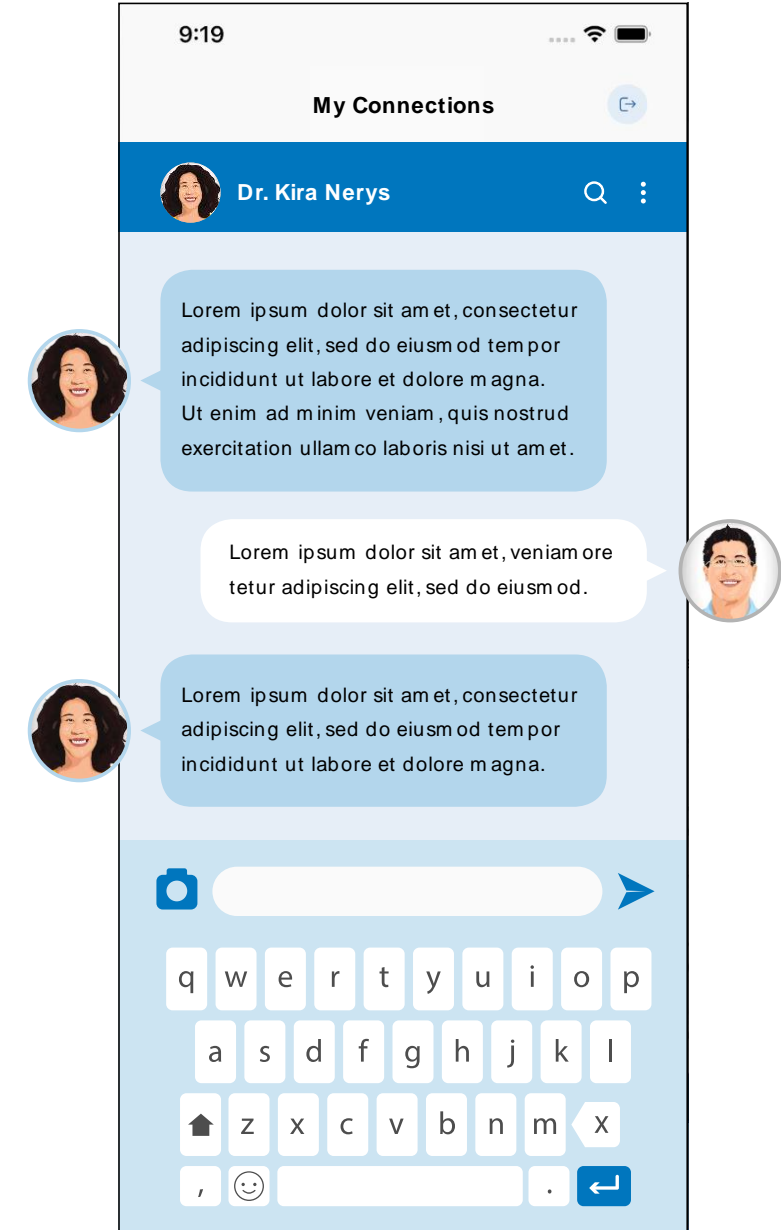 9:19
My Connections
Dr. Kira Nerys
Lorem ipsum dolor sit amet, consectetur
adipiscing elit, sed do eiusmod tempor
incididunt ut labore et dolore magna.
Ut enim ad minim veniam, quis nostrud
exercitation ullamco laboris nisi ut amet.
Lorem ipsum dolor sit amet, veniamore
tetur adipiscing elit, sed do eiusmod.
Lorem ipsum dolor sit amet, consectetur
adipiscing elit, sed do eiusmod tempor
incididunt ut labore et dolore magna.
q w e r t y u i o p
a s d f g h j k l
z x c v b n m X
, .